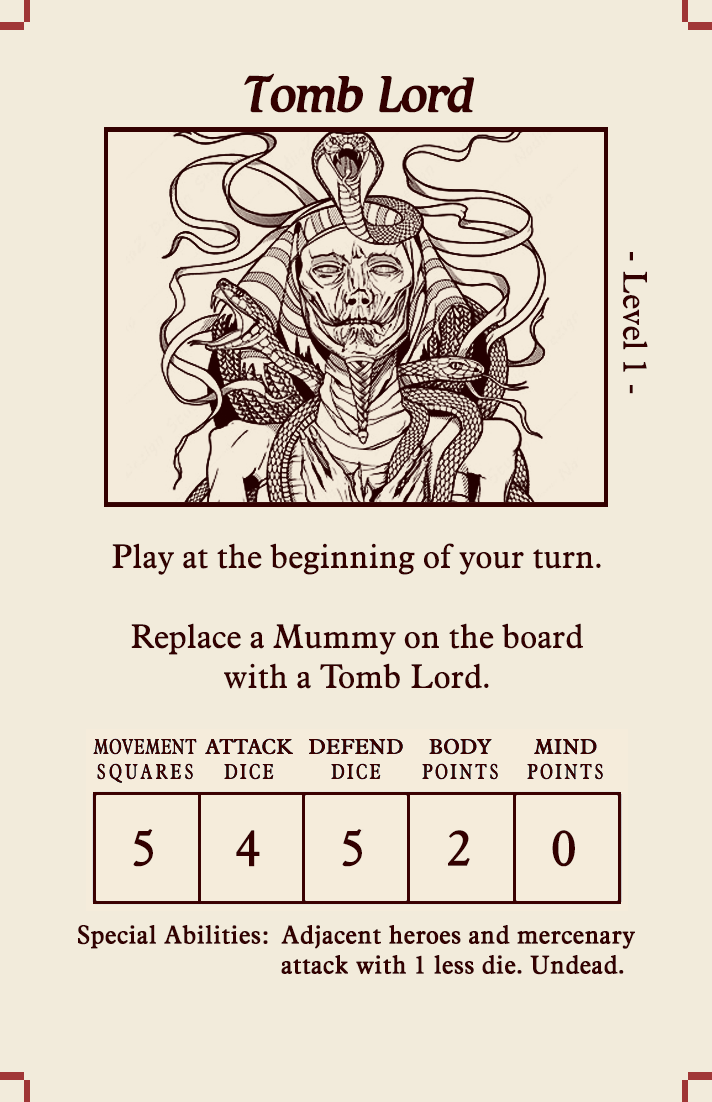 Tomb Lord
- Level 1 -
Play at the beginning of your turn.
Replace a Mummy on the board
with a Tomb Lord.
MOVEMENT SQUARES ATTACK DICE DEFEND DICE BODY POINTS MIND POINTS
5 4 5 2 0
Special Abilities: Adjacent heroes and mercenary
attack with 1 less die. Undead.